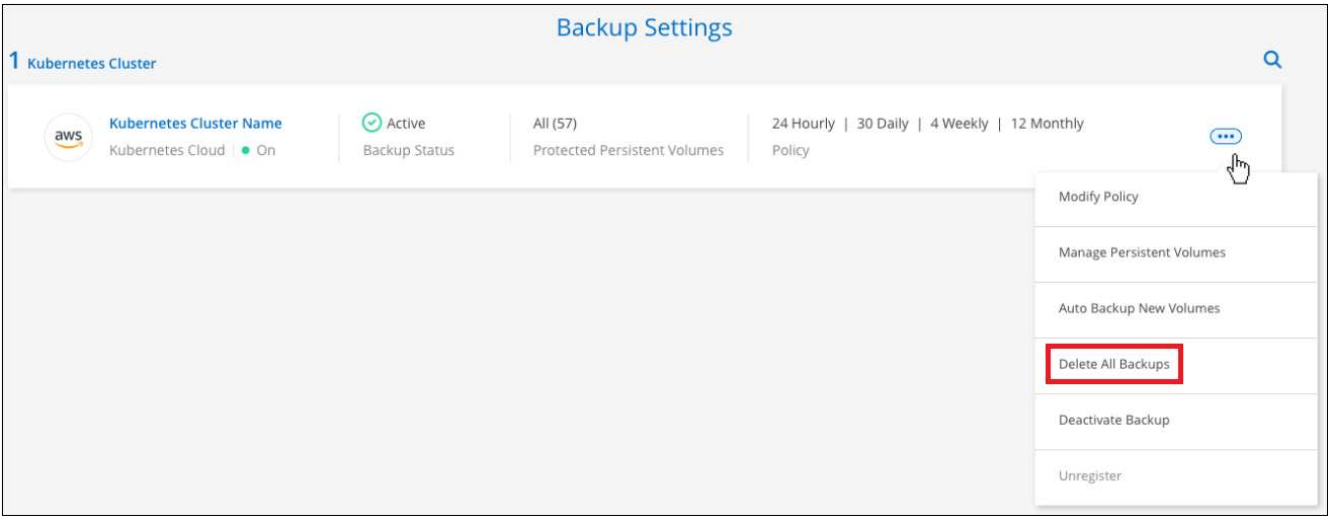 Backup Settings
1 Kubernetes Cluster
aws
Kubernetes Cluster Name
Kubernetes Cloud
On
Active
Backup Status
All (57)
Protected Persistent Volumes
24 Hourly | 30 Daily | 4 Weekly | 12 Monthly
Policy
Modify Policy
Manage Persistent Volumes
Auto Backup New Volumes
Delete All Backups
Deactivate Backup
Unregister